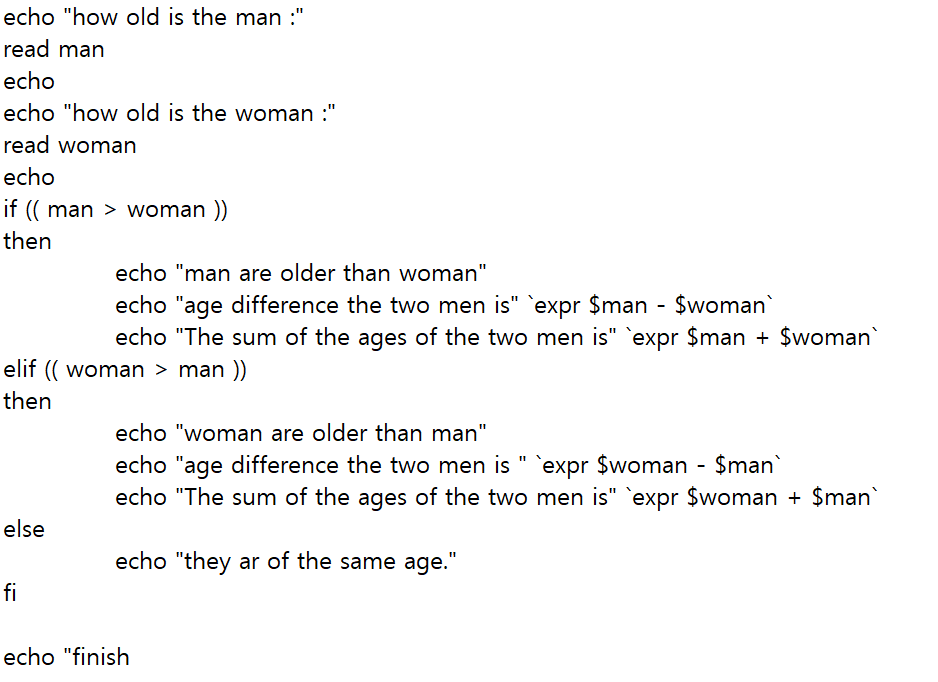 echo "how old is the man :"
read man
echo
echo "how old is the woman :"
read woman
echo
if (( man > woman ))
then
echo "man are older than woman"
echo "age difference the two men is" `expr $man - $woman`
echo "The sum of the ages of the two men is" `expr $man + $woman`
elif (( woman > man ))
then
echo "woman are older than man"
echo "age difference the two men is " `expr $woman - $man`
echo "The sum of the ages of the two men is" `expr $woman + $man`
else
echo "they ar of the same age."
fi
echo "finish